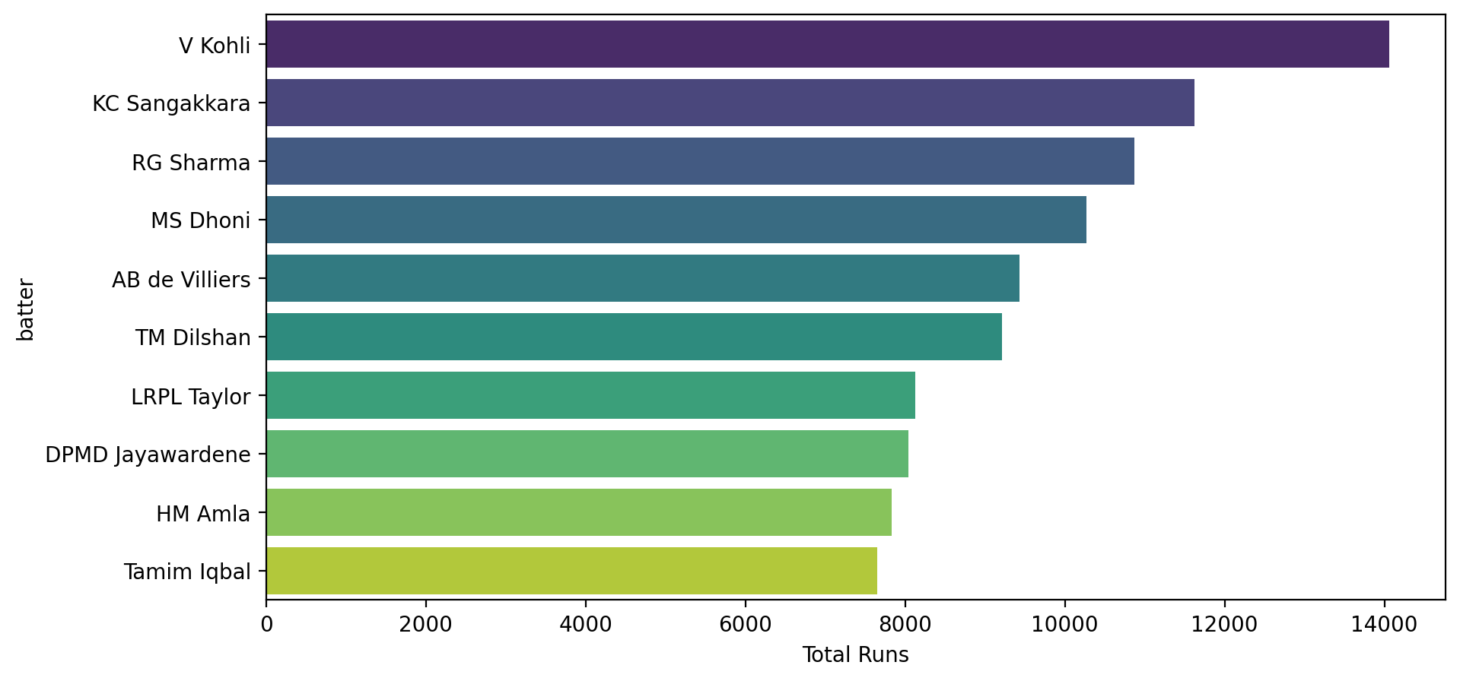 V Kohli
KC Sangakkara
RG Sharma
MS Dhoni
AB de Villiers
TM Dilshan
LRPL Taylor
DPMD Jayawardene
HM Amla
Tamim Iqbal
batter
0 2000 4000 6000 8000 10000 12000 14000
Total Runs